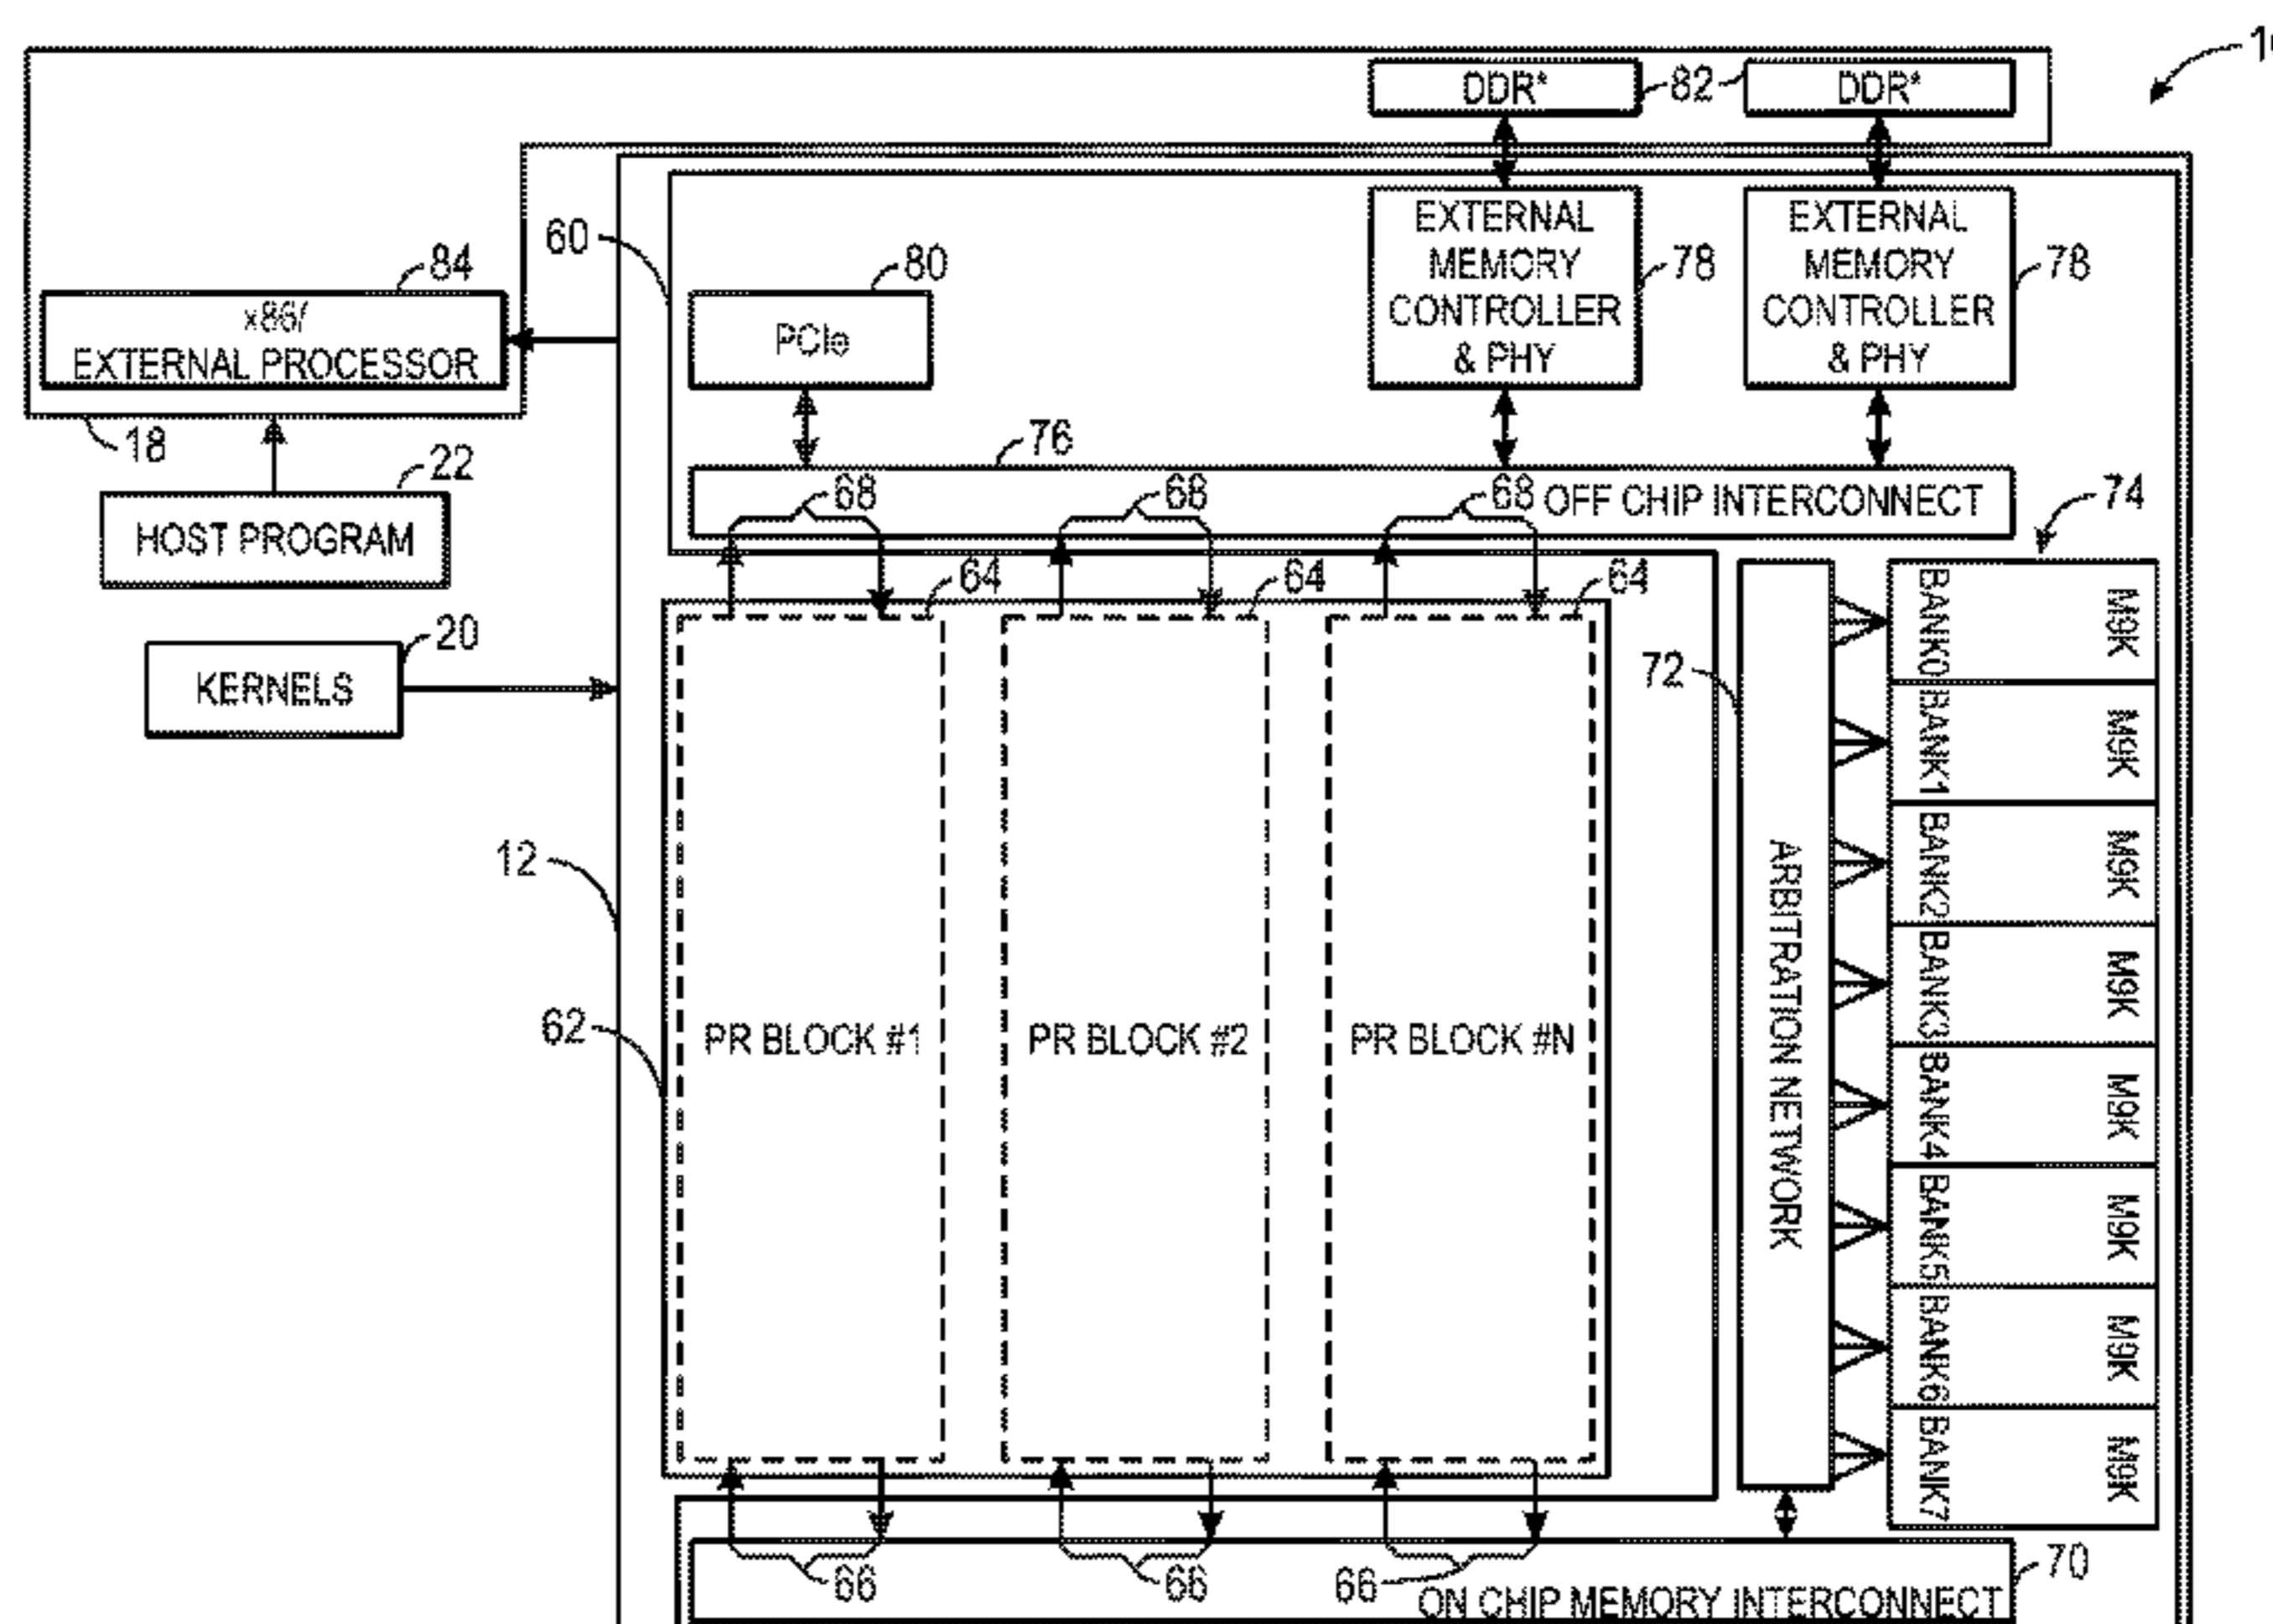 DDR*
82
DDR*
60
EXTERNAL
MEMORY
CONTROLLER
& PHY
78
EXTERNAL
MEMORY
CONTROLLER
& PHY
78
84
x86/
EXTERNAL PROCESSOR
80
PCIe
18
22
HOST PROGRAM
76
68
68
68
OFF CHIP INTERCONNECT
74
64
64
64
20
KERNELS
72
12
62
PR BLOCK #1
PR BLOCK #2
PR BLOCK #N
ARBITRATION NETWORK
BANK0
M9K
BANK1
M9K
BANK2
M9K
BANK3
M9K
BANK4
M9K
BANK5
M9K
BANK6
M9K
BANK7
M9K
66
66
66
70
ON CHIP MEMORY INTERCONNECT